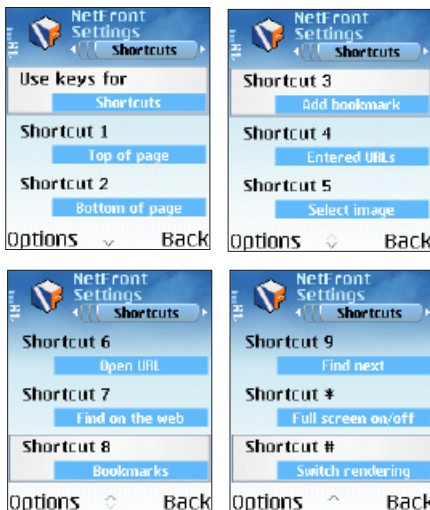 NetFront
Settings
Shortcuts
Use keys for
Shortcuts
Shortcut 1
Top of page
Shortcut 2
Bottom of page
Options Back
NetFront
Settings
Shortcuts
Shortcut 3
Add bookmark
Shortcut 4
Entered URLs
Shortcut 5
Select image
Options Back
NetFront
Settings
Shortcuts
Shortcut 6
Open URL
Shortcut 7
Find on the web
Shortcut 8
Bookmarks
Options Back
NetFront
Settings
Shortcuts
Shortcut 9
Find next
Shortcut *
Full screen on/off
Shortcut #
Switch rendering
Options Back